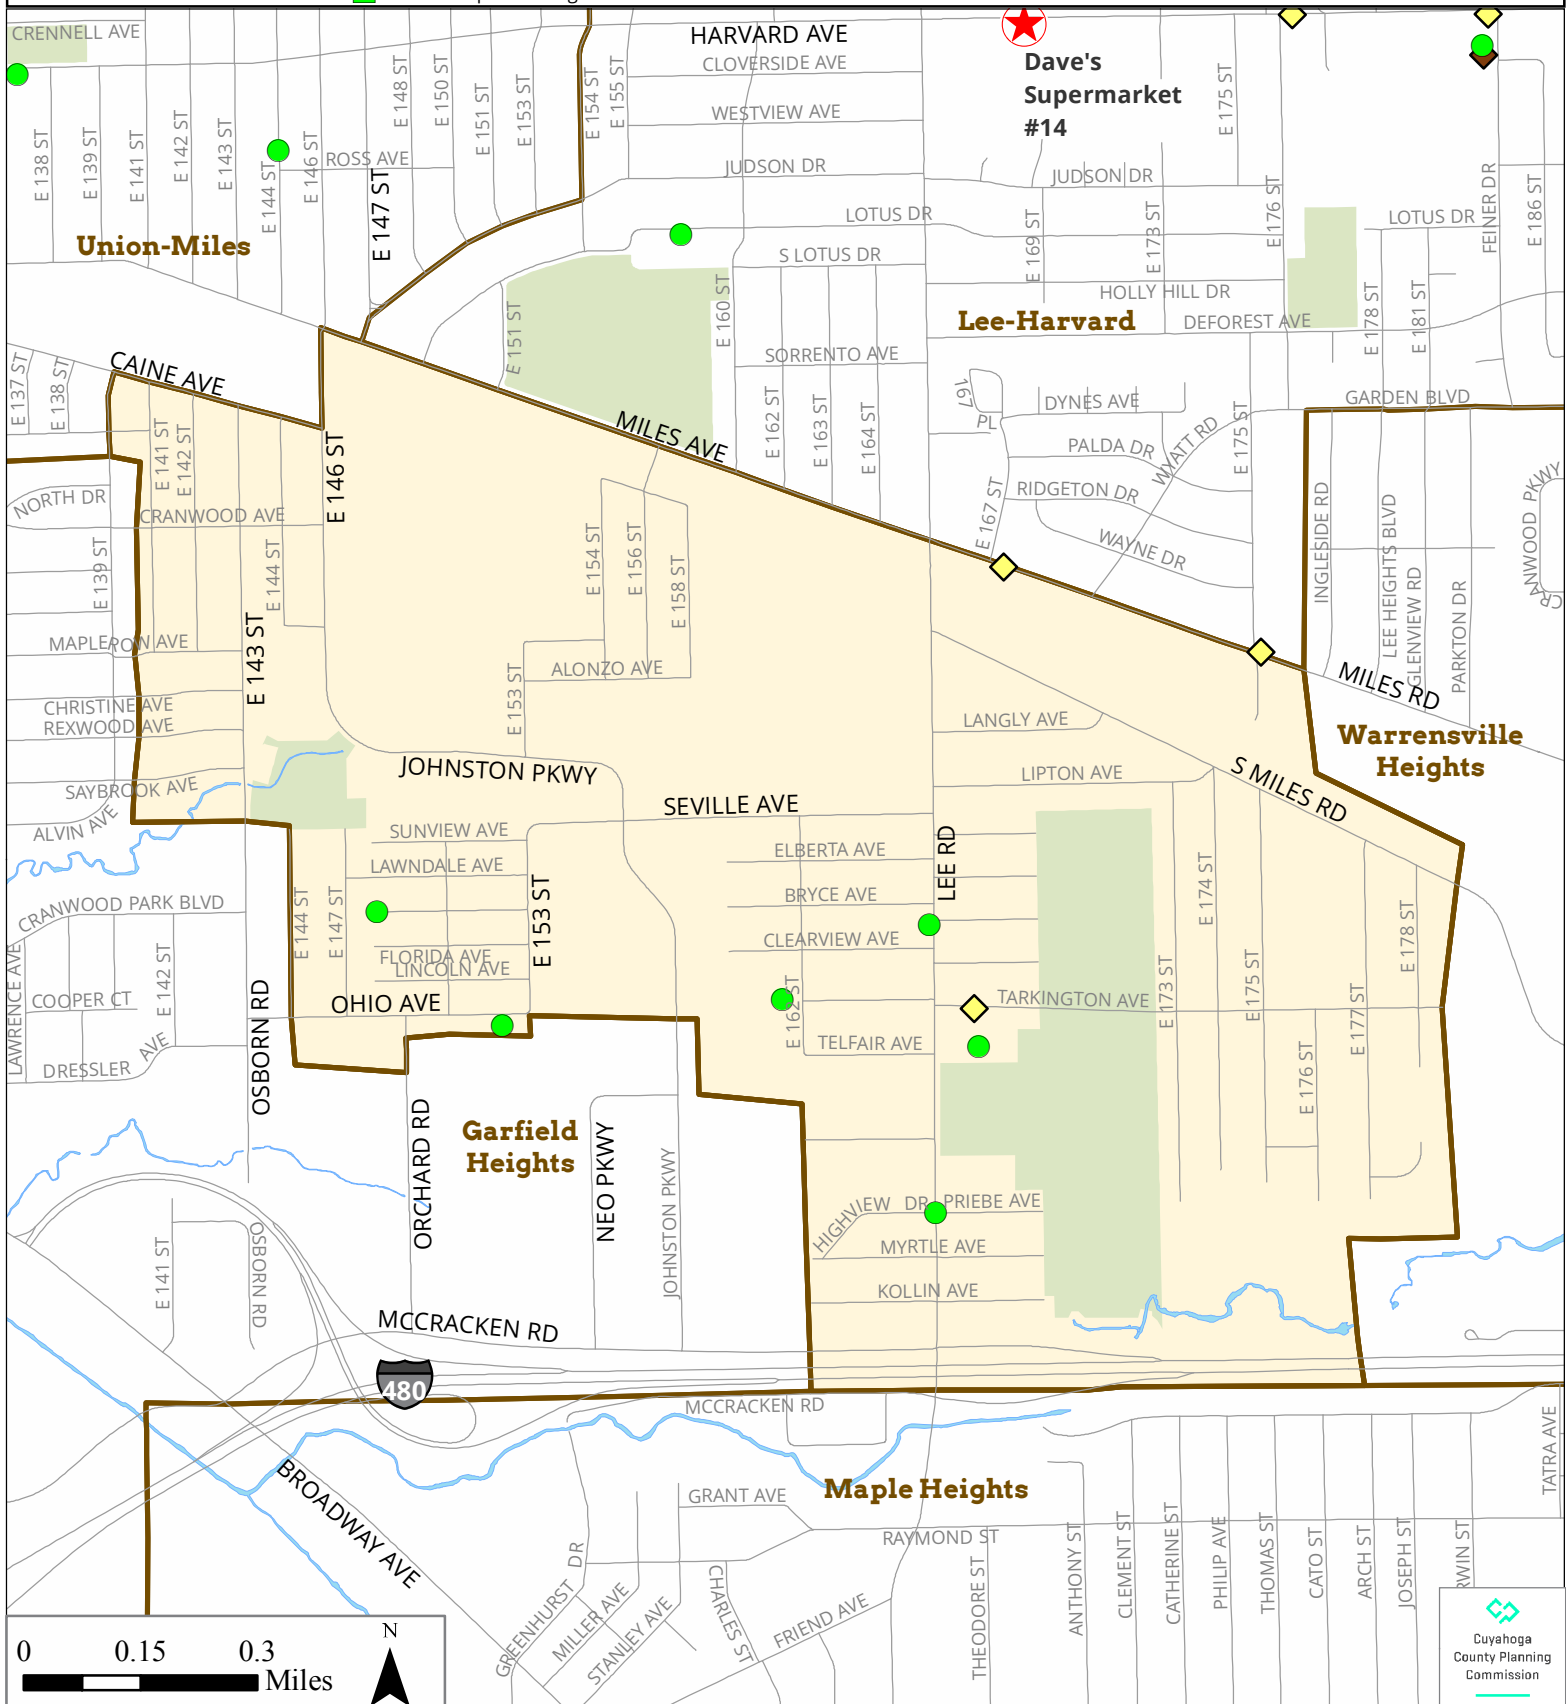 CRENNELL AVE
HARVARD AVE
CLOVERSIDE AVE
WESTVIEW AVE
JUDSON DR
Dave's
Supermarket
#14
E 148 ST
E 150 ST
E 151 ST
E 153 ST
E 154 ST
E 155 ST
E 175 ST
E 138 ST
E 139 ST
E 141 ST
E 142 ST
E 143 ST
E 144 ST
E 146 ST
ROSS AVE
E 147 ST
JUDSON DR
LOTUS DR
LOTUS DR
S LOTUS DR
E 169 ST
E 173 ST
E 176 ST
FEINER DR
E 186 ST
Union-Miles
HOLLY HILL DR
Lee-Harvard
DEFOREST AVE
E 178 ST
E 181 ST
E 151 ST
E 160 ST
SORRENTO AVE
CAINE AVE
E 137 ST
E 138 ST
MILES AVE
E 162 ST
E 163 ST
E 164 ST
167
PL
DYNES AVE
GARDEN BLVD
PALDA DR
WYATT RD
E 175 ST
RIDGETON DR
E 167 ST
WAYNE DR
E 141 ST
E 142 ST
E 146 ST
NORTH DR
CRANWOOD AVE
E 139 ST
E 144 ST
E 154 ST
E 156 ST
E 158 ST
INGLESIDE RD
LEE HEIGHTS BLVD
GLENVIEW RD
PARKTON DR
CRANWOOD PKWY
CRANWOOD
MAPLEROW AVE
E 143 ST
ALONZO AVE
E 153 ST
CHRISTINE AVE
REXWOOD AVE
MILES RD
Warrensville
Heights
LANGLY AVE
LIPTON AVE
S MILES RD
JOHNSTON PKWY
SEVILLE AVE
SAYBROOK AVE
ALVIN AVE
SUNVIEW AVE
LAWNDALE AVE
ELBERTA AVE
BRYCE AVE
CLEARVIEW AVE
LEE RD
E 174 ST
E 178 ST
CRANWOOD PARK BLVD
E 144 ST
E 147 ST
E 153 ST
FLORIDA AVE
LINCOLN AVE
OHIO AVE
LAWRENCE AVE
E 142 ST
COOPER CT
DRESSLER AVE
OSBORN RD
E 162 ST
TELFAIR AVE
TARKINGTON AVE
E 173 ST
E 175 ST
E 177 ST
E 176 ST
Garfield
Heights
ORCHARD RD
NEO PKWY
JOHNSTON PKWY
HIGHVIEW DR
PRIEBE AVE
MYRTLE AVE
KOLLIN AVE
E 141 ST
OSBORN RD
MCCRACKEN RD
480
MCCRACKEN RD
BROADWAY AVE
Maple Heights
GRANT AVE
RAYMOND ST
GREENHURST DR
MILLER AVE
STANLEY AVE
CHARLES ST
FRIEND AVE
THEODORE ST
ANTHONY ST
CLEMENT ST
CATHERINE ST
PHILIP AVE
THOMAS ST
CATO ST
ARCH ST
JOSEPH ST
RWIN ST
TATRA AVE
0 0.15 0.3
Miles
N
Cuyahoga
County Planning
Commission